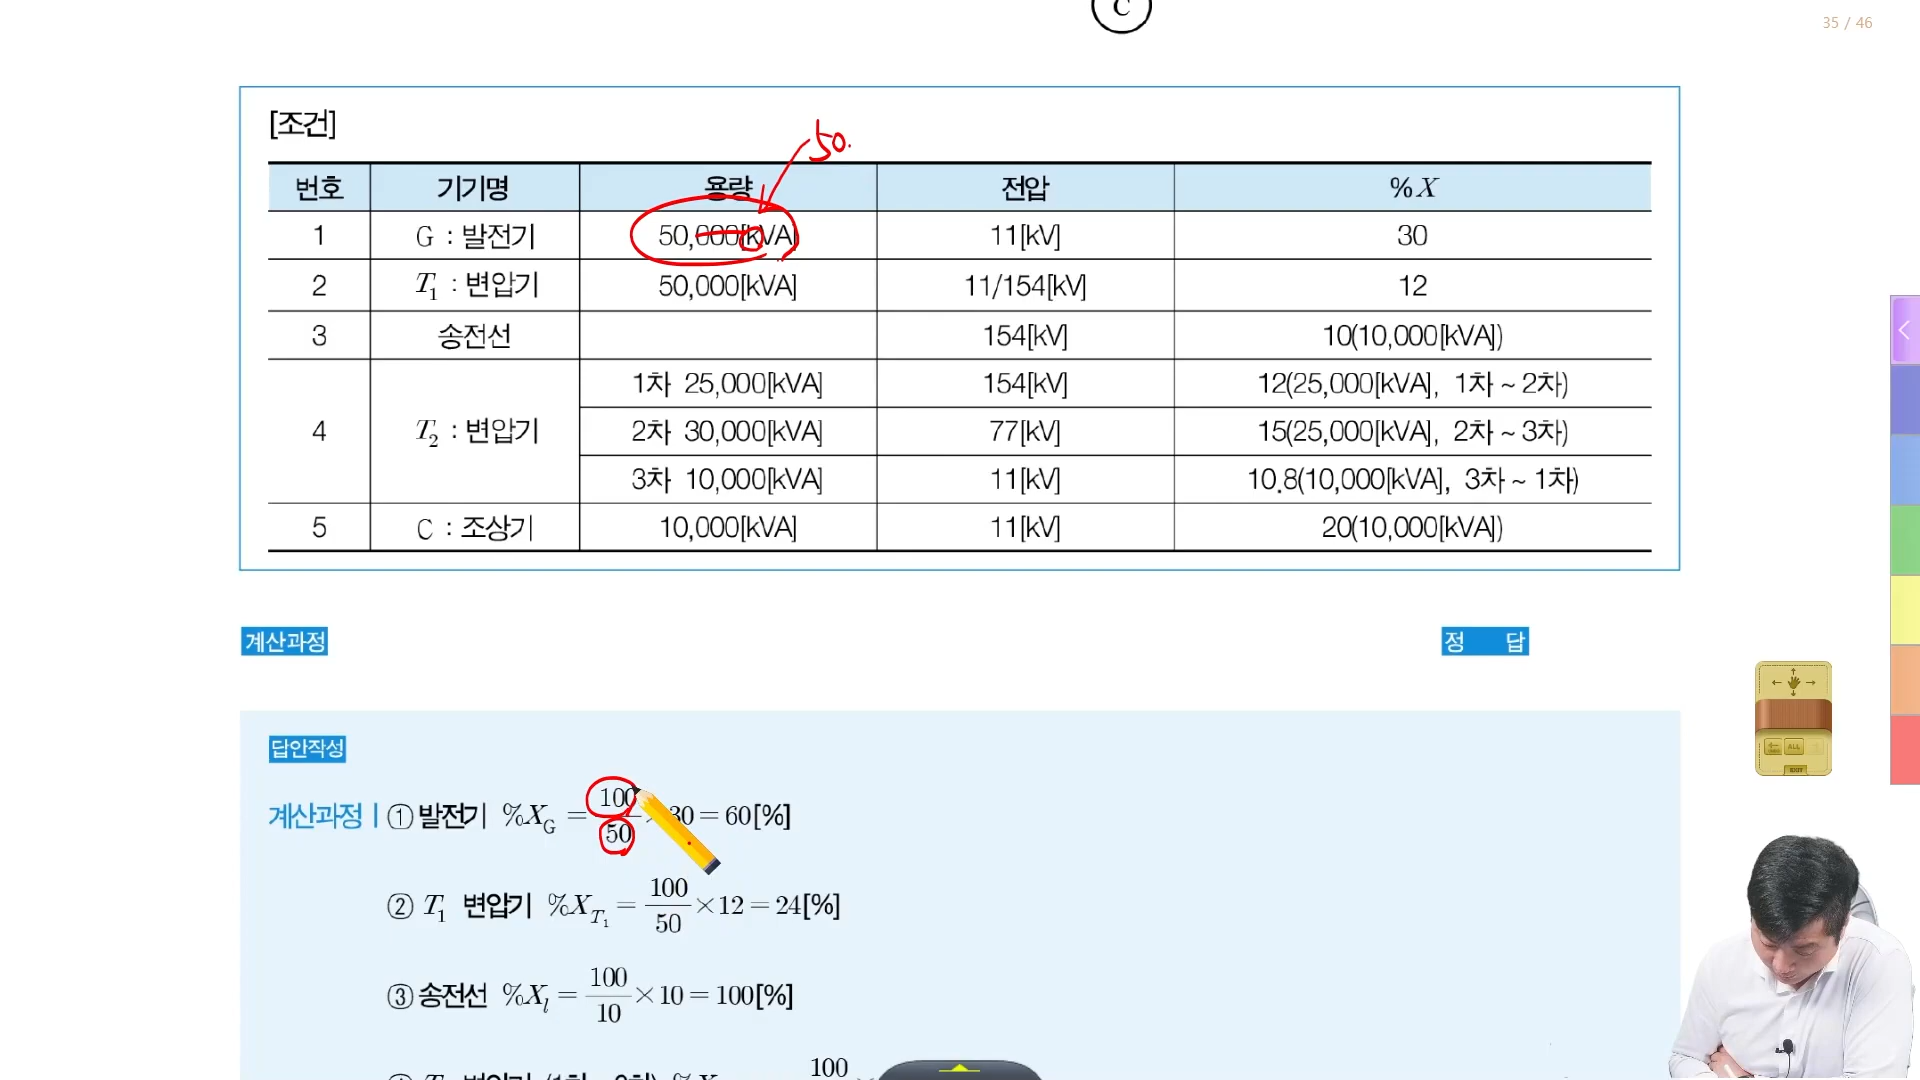 C
35 / 46
[조건]
50.
번호 기기명 용량 전압 %X
1 G : 발전기 50,000[kVA] 11[kV] 30
2 T₁ : 변압기 50,000[kVA] 11/154[kV] 12
3 송전선 154[kV] 10(10,000[kVA])
4 T₂ : 변압기 1차 25,000[kVA] 154[kV] 12(25,000[kVA], 1차 ~ 2차)
2차 30,000[kVA] 77[kV] 15(25,000[kVA], 2차 ~ 3차)
3차 10,000[kVA] 11[kV] 10.8(10,000[kVA], 3차 ~ 1차)
5 C : 조상기 10,000[kVA] 11[kV] 20(10,000[kVA])
계산과정 정 답
ALL
EXIT
답안작성
계산과정 | ① 발전기 %X_G = 100/50 × 30 = 60[%]
② T₁ 변압기 %X_T₁ = 100/50 × 12 = 24[%]
③ 송전선 %X_l = 100/10 × 10 = 100[%]
100